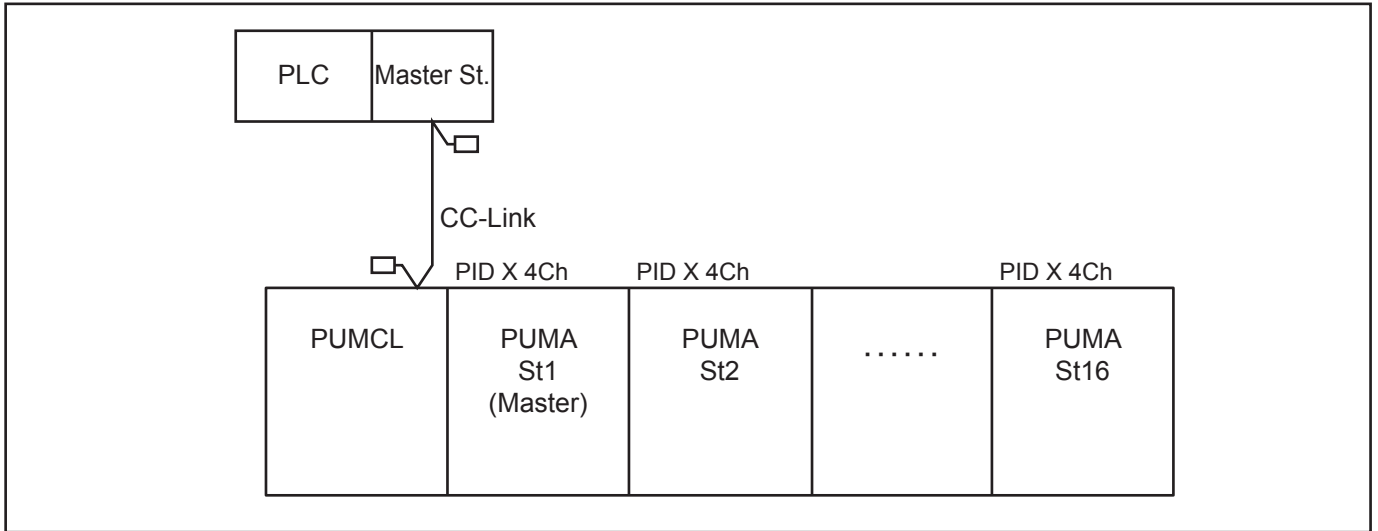 PLC
Master St.
CC-Link
PID X 4Ch
PID X 4Ch
PID X 4Ch
PUMCL
PUMA
St1
(Master)
PUMA
St2
......
PUMA
St16